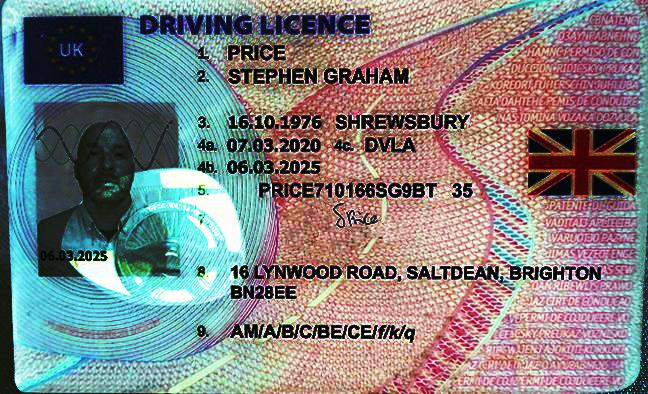 DRIVING LICENCE
UK
1. PRICE
2. STEPHEN GRAHAM
3. 16.10.1976 SHREWSBURY
4a. 07.03.2020 4c. DVLA
4b. 06.03.2025
5. PRICE710166SG9BT 35
7. SPrice
06.03.2025
8. 16 LYNWOOD ROAD, SALTDEAN, BRIGHTON
BN28EE
9. AM/A/B/C/BE/CE/f/k/q